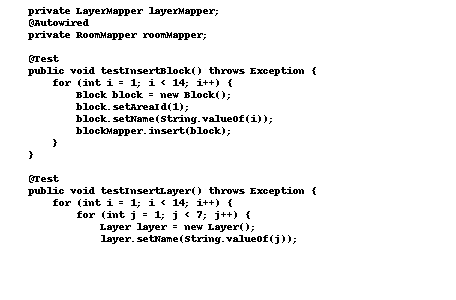 private LayerMapper layerMapper;
@Autowired
private RoomMapper roomMapper;
@Test
public void testInsertBlock() throws Exception {
for (int i = 1; i < 14; i++) {
Block block = new Block();
block.setAreaId(1);
block.setName(String.valueOf(i));
blockMapper.insert(block);
}
}
@Test
public void testInsertLayer() throws Exception {
for (int i = 1; i < 14; i++) {
for (int j = 1; j < 7; j++) {
Layer layer = new Layer();
layer.setName(String.valueOf(j));